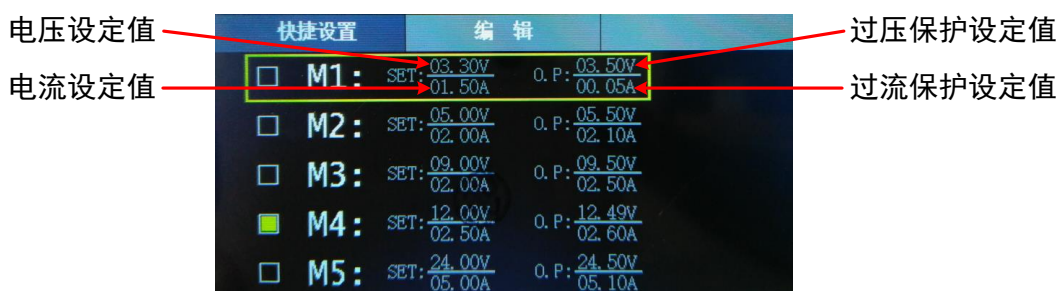 电压设定值
电流设定值
过压保护设定值
过流保护设定值
快捷设置 编 辑
M1: SET: 03.30V 01.50A O.P: 03.50V 00.05A
M2: SET: 05.00V 02.00A O.P: 05.50V 02.10A
M3: SET: 09.00V 02.00A O.P: 09.50V 02.50A
M4: SET: 12.00V 02.50A O.P: 12.49V 02.60A
M5: SET: 24.00V 05.00A O.P: 24.50V 05.10A